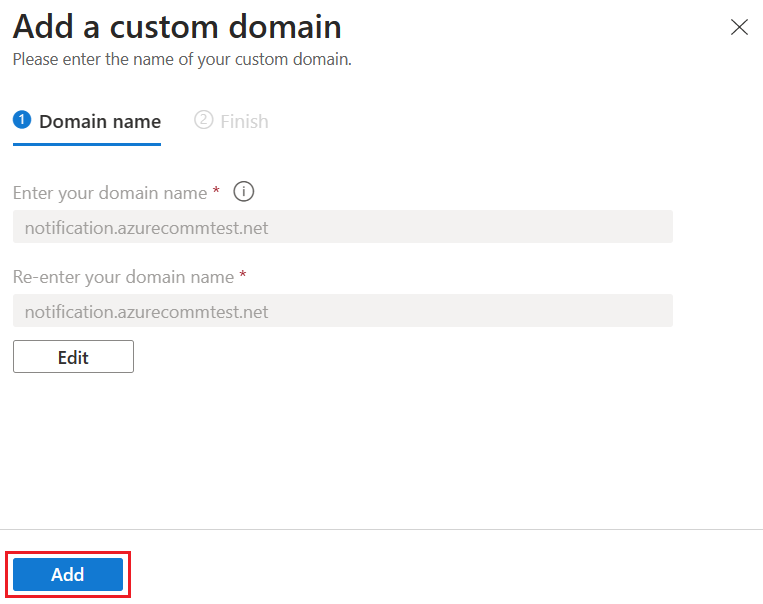 Add a custom domain
Please enter the name of your custom domain.
1 Domain name 2 Finish
Enter your domain name * i
notification.azurecommtest.net
Re-enter your domain name *
notification.azurecommtest.net
Edit
Add